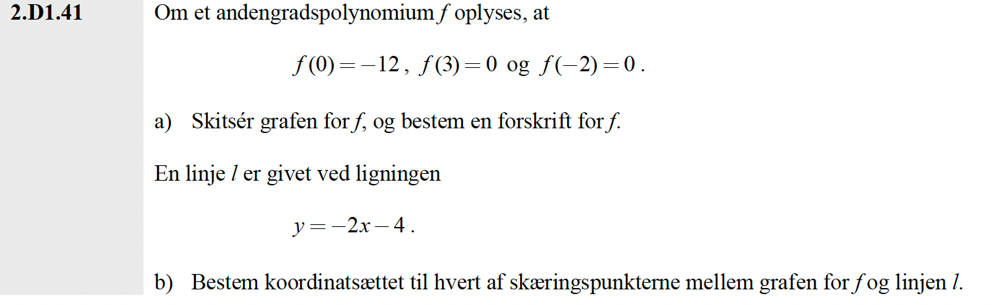 2.D1.41 Om et andengradspolynomium f oplyses, at
f(0) = −12, f(3) = 0 og f(−2) = 0.
a) Skitsér grafen for f, og bestem en forskrift for f.
En linje l er givet ved ligningen
y = −2x − 4.
b) Bestem koordinatsættet til hvert af skæringspunkterne mellem grafen for f og linjen l.